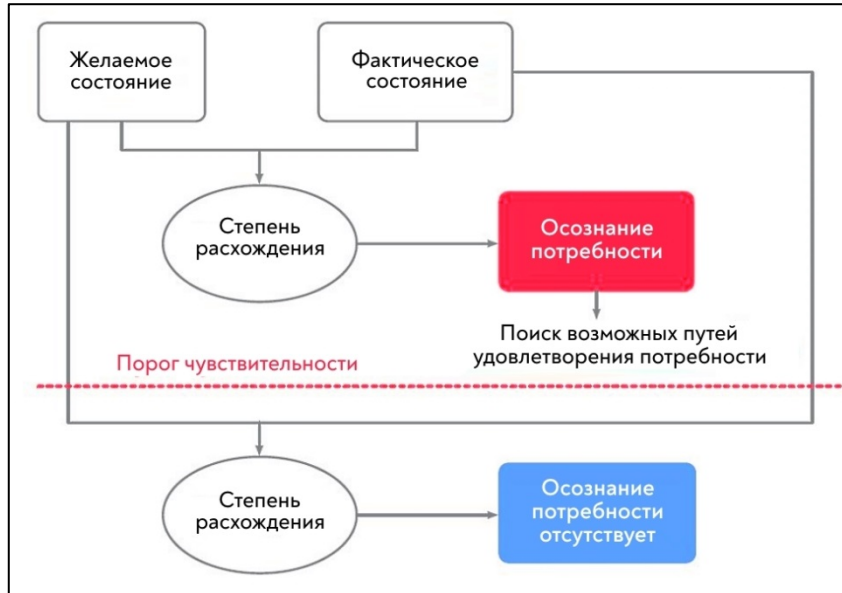 Желаемое
состояние
Фактическое
состояние
Степень
расхождения
Осознание
потребности
Поиск возможных путей
удовлетворения потребности
Порог чувствительности
Степень
расхождения
Осознание
потребности
отсутствует